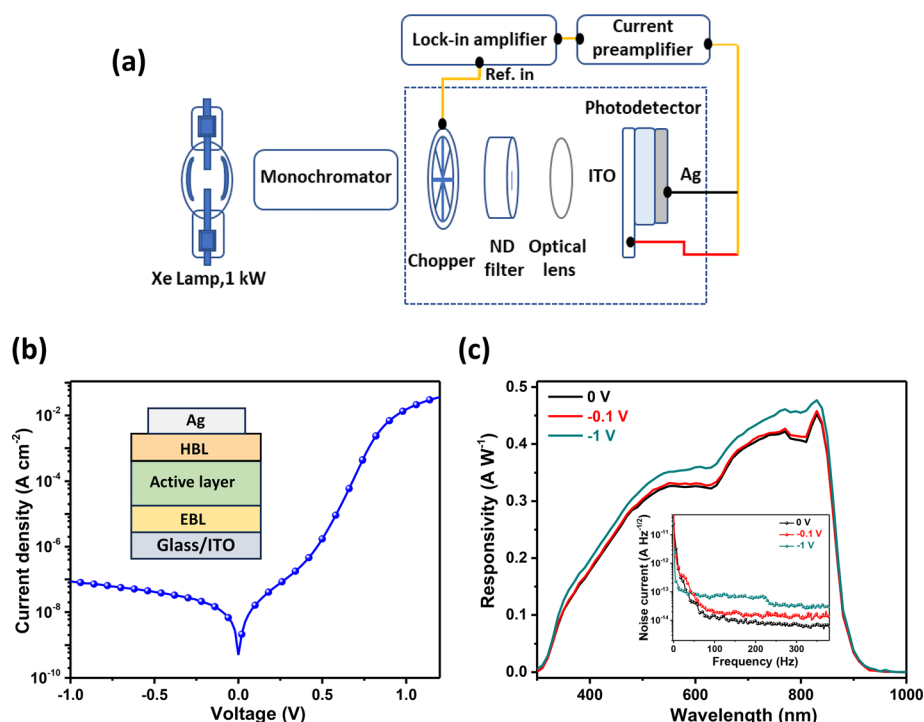 (a)
Lock-in amplifier
Current
preamplifier
Ref. in
Photodetector
Monochromator
ITO
Ag
Chopper
ND
filter
Optical
lens
Xe Lamp,1 kW
(b)
Current density (A cm⁻²)
10⁻²
10⁻⁴
10⁻⁶
10⁻⁸
10⁻¹⁰
Ag
HBL
Active layer
EBL
Glass/ITO
-1.0
-0.5
0.0
0.5
1.0
Voltage (V)
(c)
Responsivity (A W⁻¹)
0.5
0.4
0.3
0.2
0.1
0.0
0 V
-0.1 V
-1 V
Noise current (A Hz⁻¹ᐟ²)
10⁻¹¹
10⁻¹²
10⁻¹³
10⁻¹⁴
0 V
-0.1 V
-1 V
0
100
200
300
Frequency (Hz)
400
600
800
1000
Wavelength (nm)